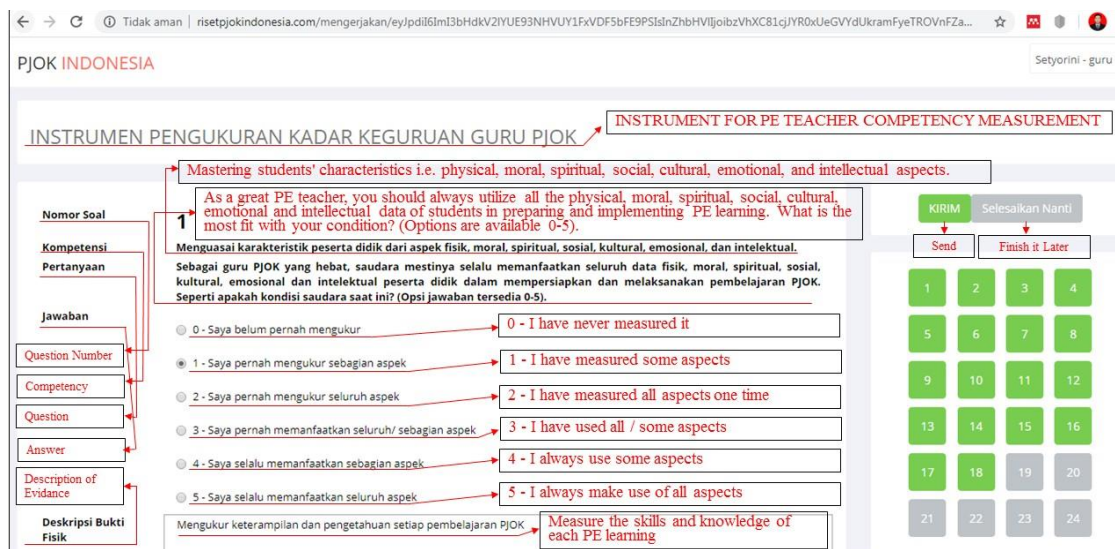 Tidak aman | risetpjokindonesia.com/mengerjakan/
PJOK INDONESIA
Setyorini - guru
INSTRUMEN PENGUKURAN KADAR KEGURUAN GURU PJOK
INSTRUMENT FOR PE TEACHER COMPETENCY MEASUREMENT
Mastering students' characteristics i.e. physical, moral, spiritual, social, cultural, emotional, and intellectual aspects.
As a great PE teacher, you should always utilize all the physical, moral, spiritual, social, cultural,
emotional and intellectual data of students in preparing and implementing PE learning. What is the
most fit with your condition? (Options are available 0-5).
Nomor Soal
1
Kompetensi
Menguasai karakteristik peserta didik dari aspek fisik, moral, spiritual, sosial, kultural, emosional, dan intelektual.
Pertanyaan
Sebagai guru PJOK yang hebat, saudara mestinya selalu memanfaatkan seluruh data fisik, moral, spiritual, sosial,
kultural, emosional dan intelektual peserta didik dalam mempersiapkan dan melaksanakan pembelajaran PJOK.
Seperti apakah kondisi saudara saat ini? (Opsi jawaban tersedia 0-5).
Jawaban
0 - Saya belum pernah mengukur
0 - I have never measured it
1 - Saya pernah mengukur sebagian aspek
1 - I have measured some aspects
2 - Saya pernah mengukur seluruh aspek
2 - I have measured all aspects one time
3 - Saya pernah memanfaatkan seluruh/ sebagian aspek
3 - I have used all / some aspects
4 - Saya selalu memanfaatkan sebagian aspek
4 - I always use some aspects
5 - Saya selalu memanfaatkan seluruh aspek
5 - I always make use of all aspects
Question Number
Competency
Question
Answer
Description of
Evidance
Deskripsi Bukti
Fisik
Mengukur keterampilan dan pengetahuan setiap pembelajaran PJOK
Measure the skills and knowledge of
each PE learning
KIRIM
Selesaikan Nanti
Send
Finish it Later
1 2 3 4
5 6 7 8
9 10 11 12
13 14 15 16
17 18 19 20
21 22 23 24